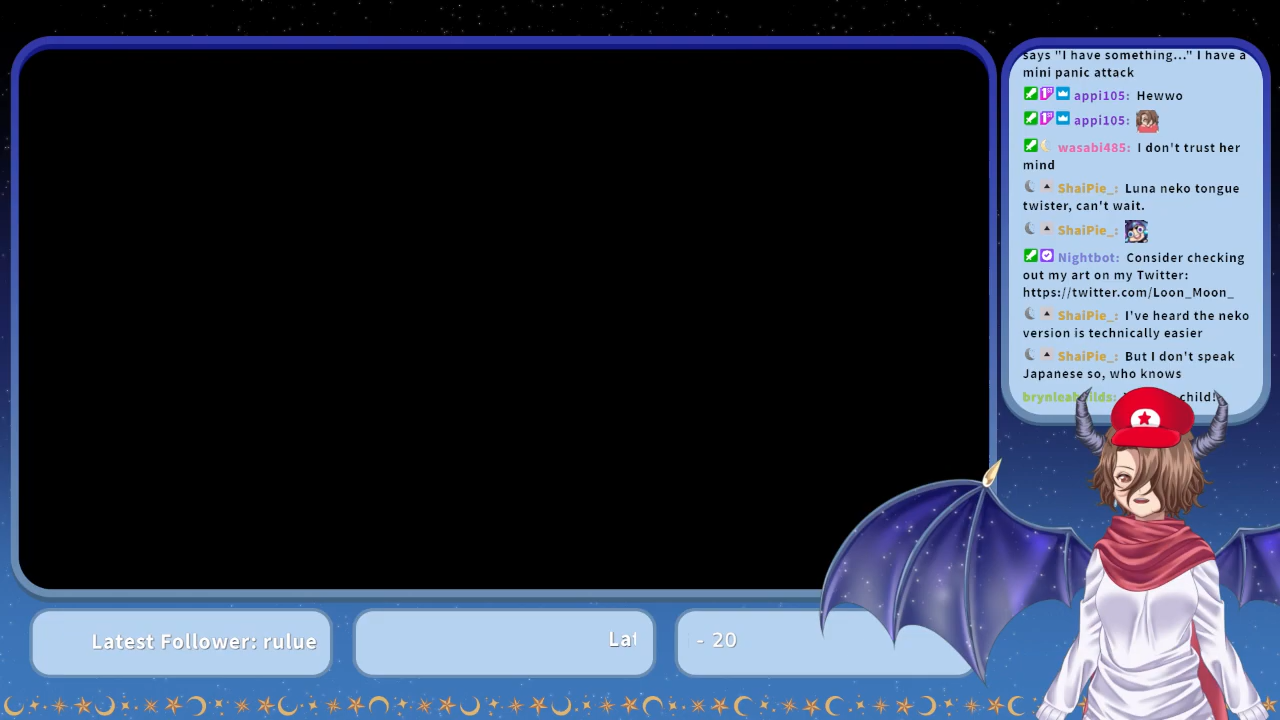 says "I have something..." I have a
mini panic attack
appi105: Hewwo
appi105:
wasabi485: I don't trust her
mind
ShaiPie_: Luna neko tongue
twister, can't wait.
ShaiPie_:
Nightbot: Consider checking
out my art on my Twitter:
https://twitter.com/Loon_Moon_
ShaiPie_: I've heard the neko
version is technically easier
ShaiPie_: But I don't speak
Japanese so, who knows
child!
Latest Follower: rulue
Lat
- 20